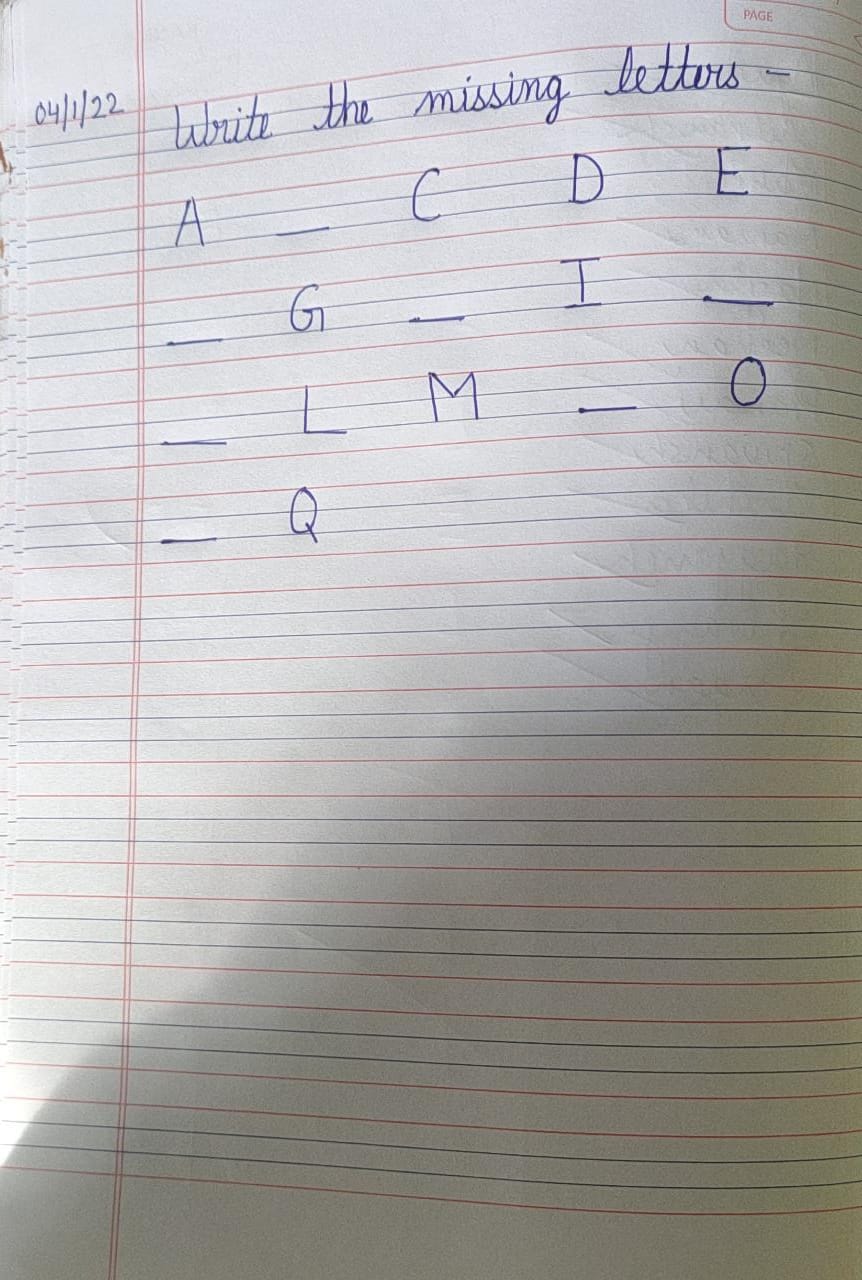 PAGE
04/1/22 Write the missing letters -
A _ C D E
_ G _ I _
_ L M _ O
_ Q